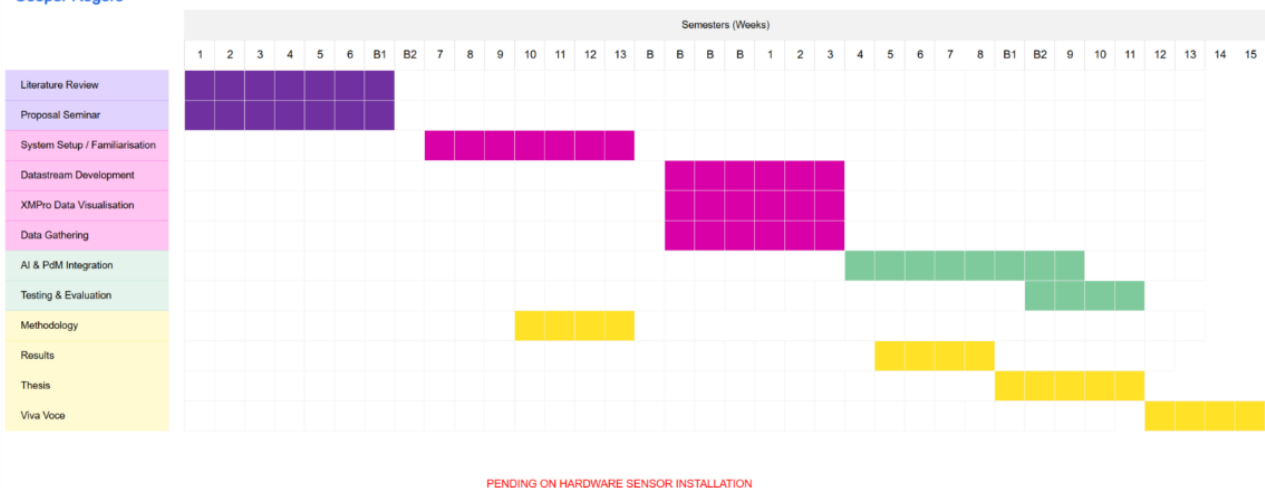 Semesters (Weeks)
1 2 3 4 5 6 B1 B2 7 8 9 10 11 12 13 B B B B 1 2 3 4 5 6 7 8 B1 B2 9 10 11 12 13 14 15
Literature Review
Proposal Seminar
System Setup / Familiarisation
Datastream Development
XMPro Data Visualisation
Data Gathering
AI & PdM Integration
Testing & Evaluation
Methodology
Results
Thesis
Viva Voce
PENDING ON HARDWARE SENSOR INSTALLATION